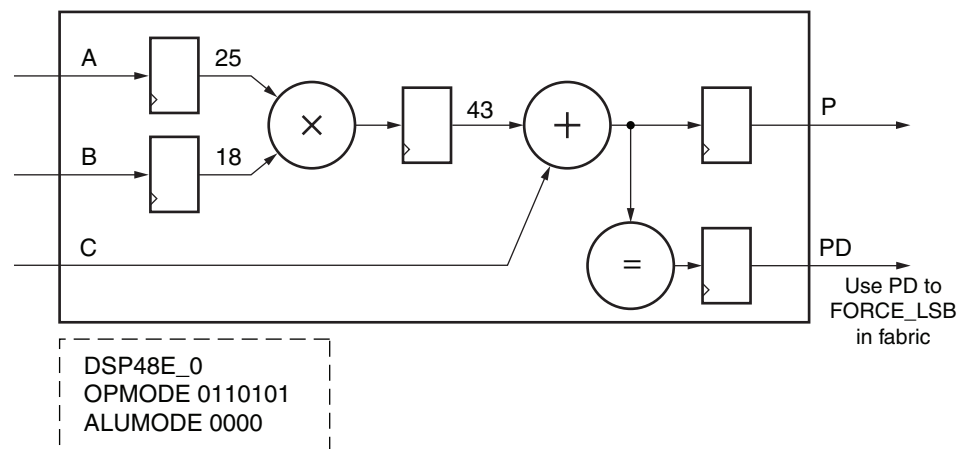 A
25
×
43
+
P
B
18
C
=
PD
Use PD to
FORCE_LSB
in fabric
DSP48E_0
OPMODE 0110101
ALUMODE 0000